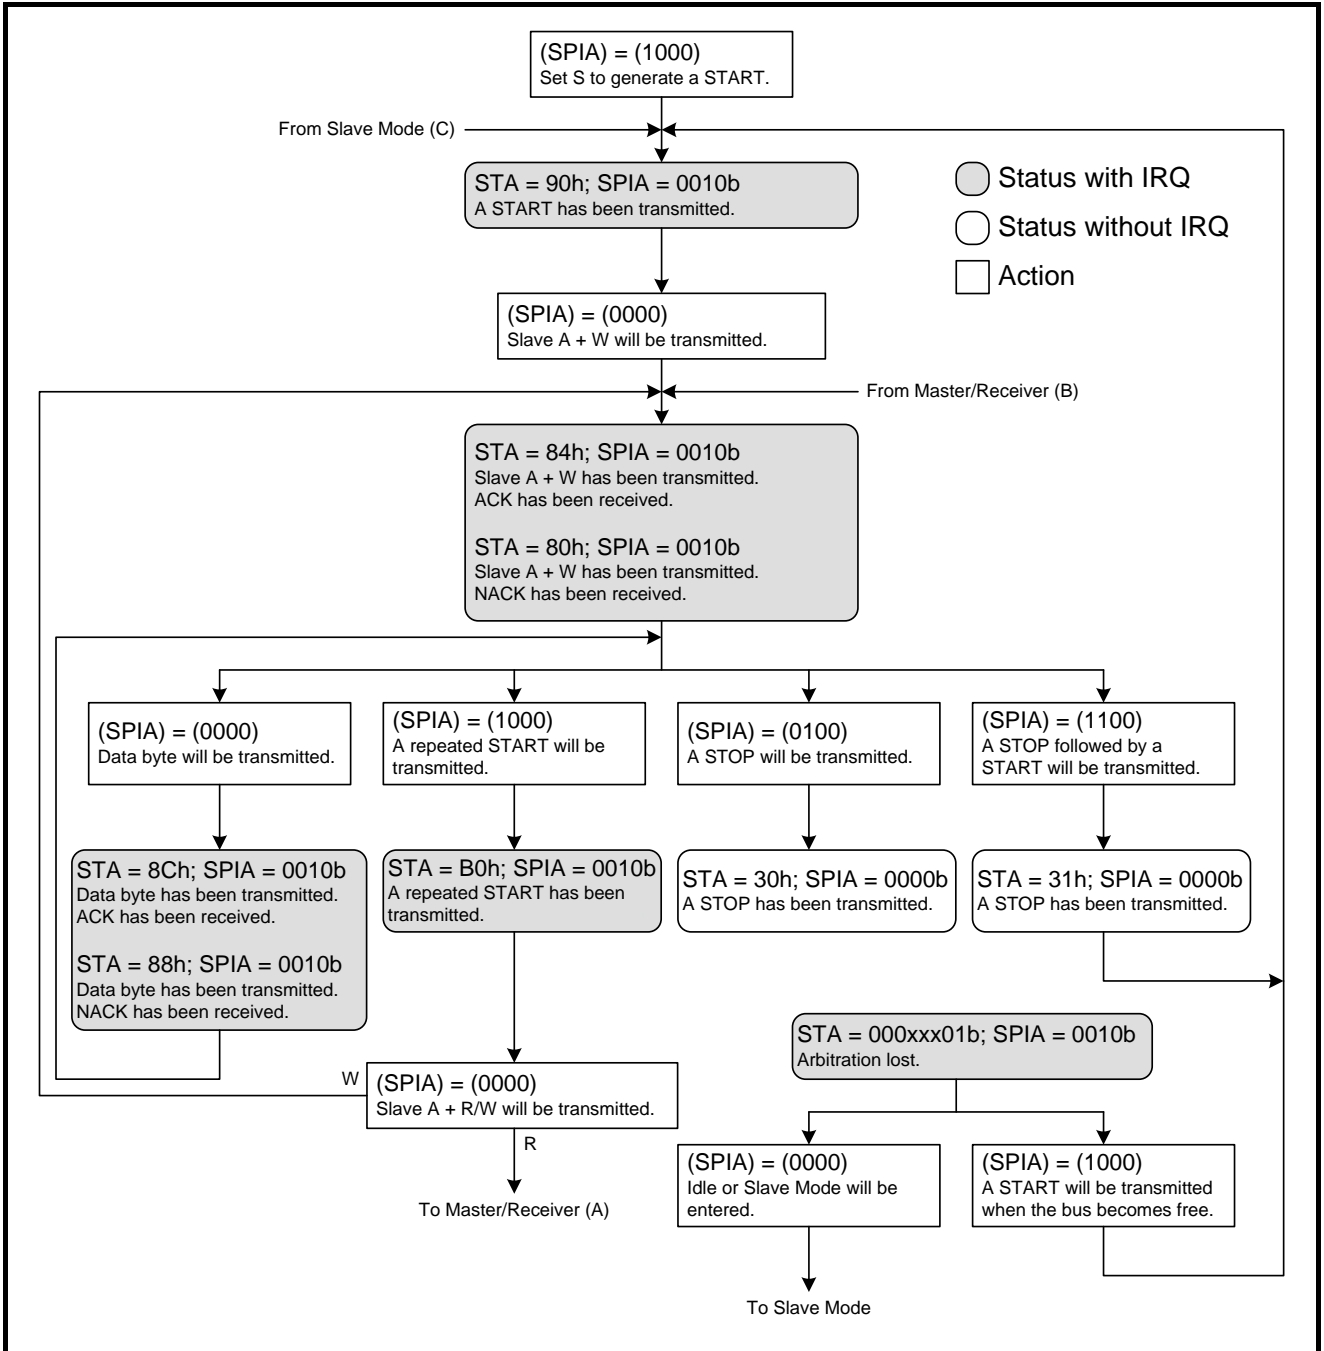 (SPIA) = (1000)
Set S to generate a START.
From Slave Mode (C)
STA = 90h; SPIA = 0010b
A START has been transmitted.
Status with IRQ
Status without IRQ
Action
(SPIA) = (0000)
Slave A + W will be transmitted.
From Master/Receiver (B)
STA = 84h; SPIA = 0010b
Slave A + W has been transmitted.
ACK has been received.
STA = 80h; SPIA = 0010b
Slave A + W has been transmitted.
NACK has been received.
(SPIA) = (0000)
Data byte will be transmitted.
(SPIA) = (1000)
A repeated START will be
transmitted.
(SPIA) = (0100)
A STOP will be transmitted.
(SPIA) = (1100)
A STOP followed by a
START will be transmitted.
STA = 8Ch; SPIA = 0010b
Data byte has been transmitted.
ACK has been received.
STA = 88h; SPIA = 0010b
Data byte has been transmitted.
NACK has been received.
STA = B0h; SPIA = 0010b
A repeated START has been
transmitted.
STA = 30h; SPIA = 0000b
A STOP has been transmitted.
STA = 31h; SPIA = 0000b
A STOP has been transmitted.
STA = 000xxx01b; SPIA = 0010b
Arbitration lost.
W
(SPIA) = (0000)
Slave A + R/W will be transmitted.
R
To Master/Receiver (A)
(SPIA) = (0000)
Idle or Slave Mode will be
entered.
(SPIA) = (1000)
A START will be transmitted
when the bus becomes free.
To Slave Mode